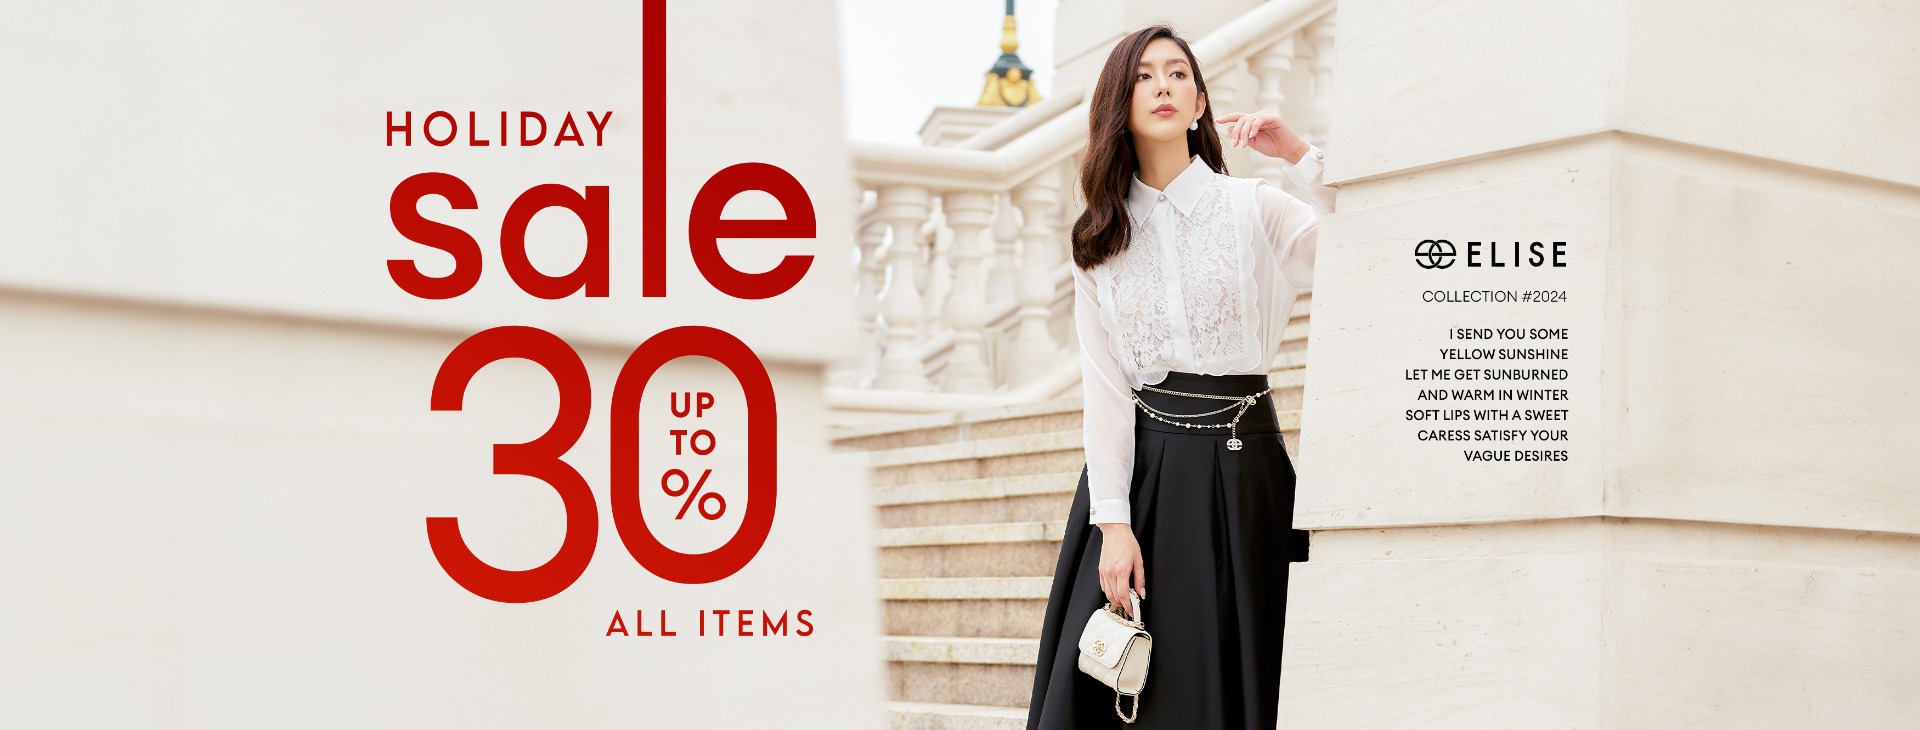 HOLIDAY
sale
30
UP
TO
%
ALL ITEMS
ELISE
COLLECTION #2024
I SEND YOU SOME
YELLOW SUNSHINE
LET ME GET SUNBURNED
AND WARM IN WINTER
SOFT LIPS WITH A SWEET
CARESS SATISFY YOUR
VAGUE DESIRES